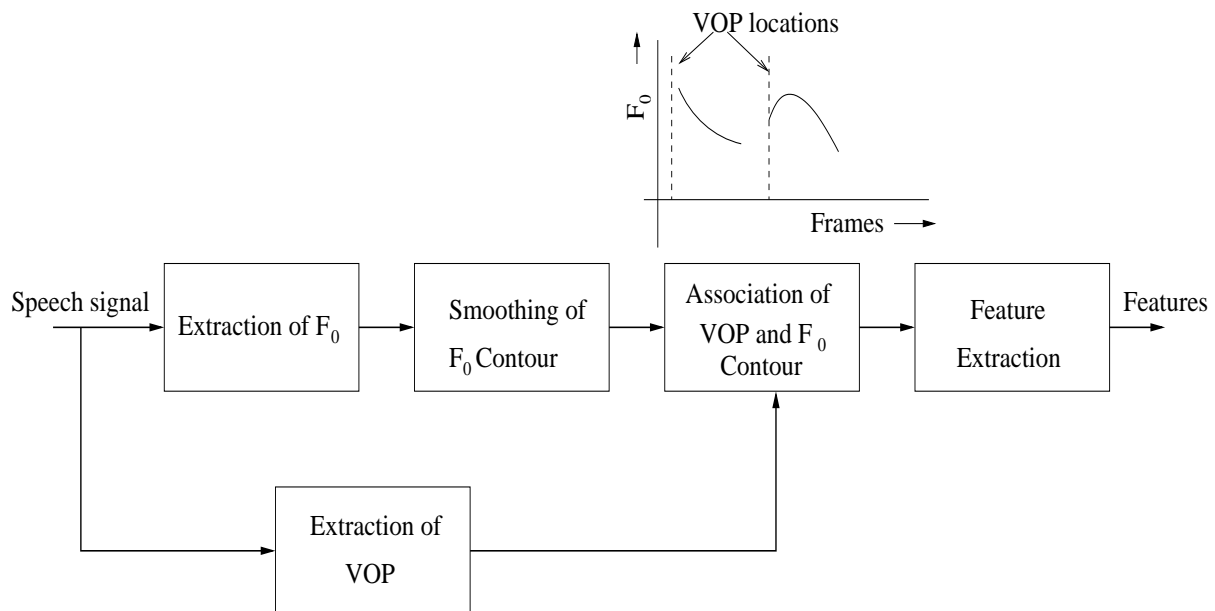 VOP locations
F0
Frames
Speech signal
Extraction of F0
Smoothing of
F0 Contour
Association of
VOP and F0
Contour
Feature
Extraction
Features
Extraction of
VOP